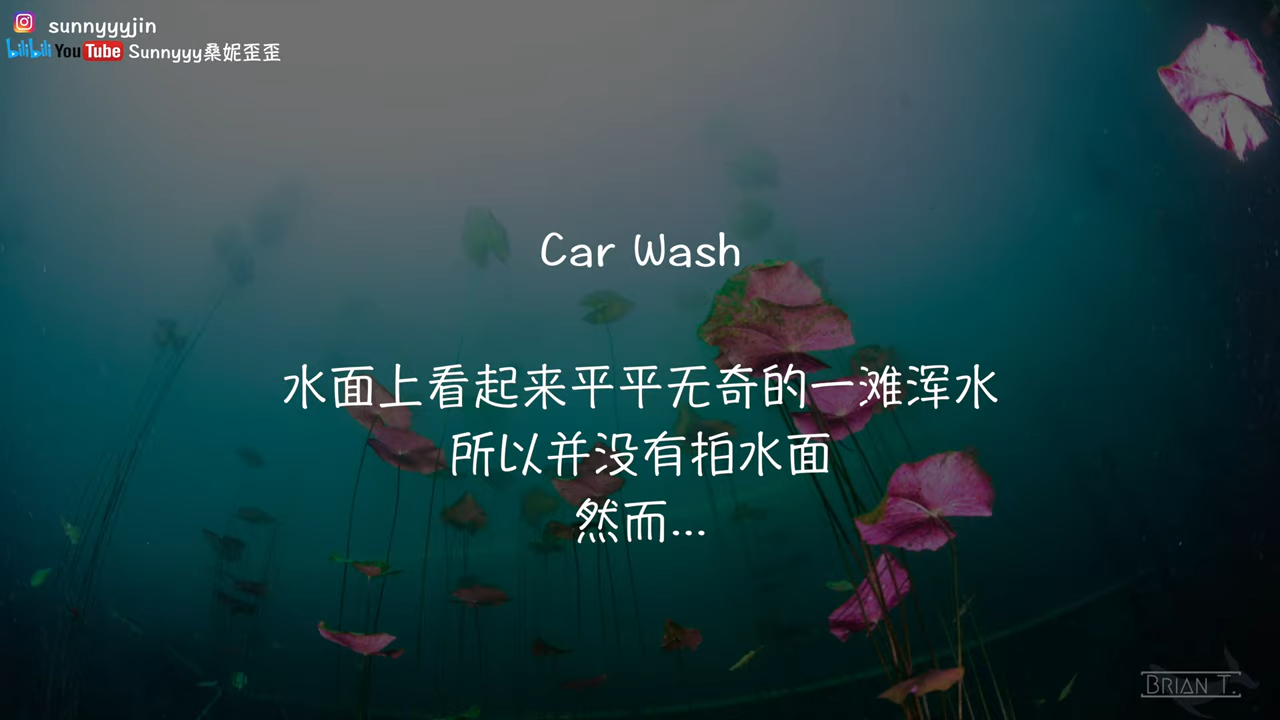 sunnyyyjin
BiliBili YouTube Sunnyyy桑妮歪歪
Car Wash
水面上看起来平平无奇的一滩浑水
所以并没有拍水面
然而...
BRIAN T.